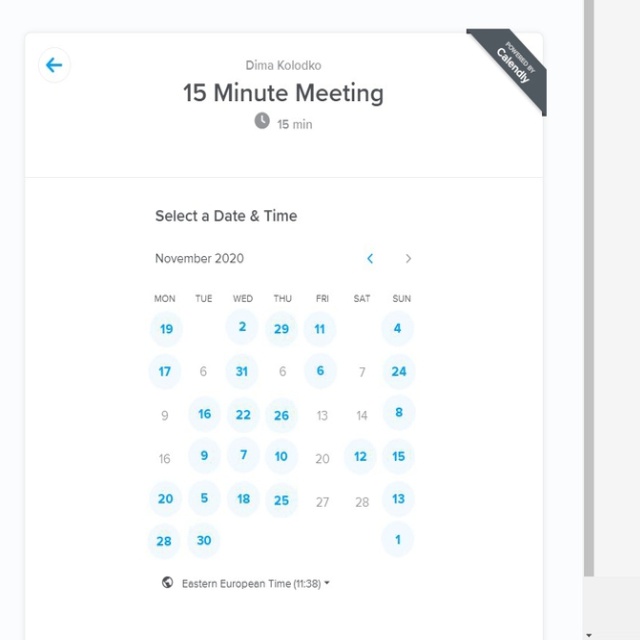 POWERED BY
Calendly
Dima Kolodko
15 Minute Meeting
15 min
Select a Date & Time
November 2020
MON TUE WED THU FRI SAT SUN
19 2 29 11 4
17 6 31 6 6 7 24
9 16 22 26 13 14 8
16 9 7 10 20 12 15
20 5 18 25 27 28 13
28 30 1
Eastern European Time (11:38)